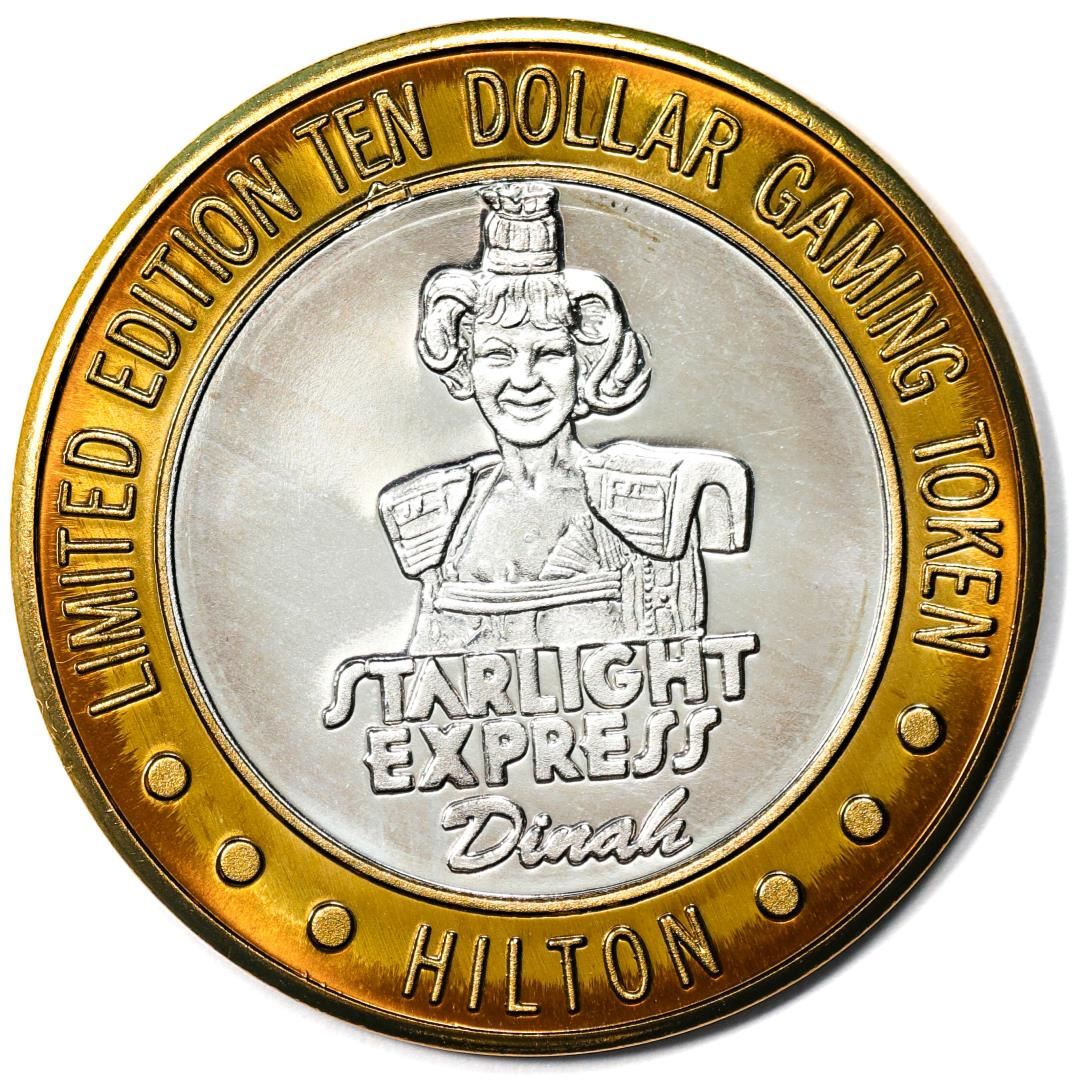 LIMITED EDITION TEN DOLLAR GAMING TOKEN
STARLIGHT
EXPRESS
Dinah
HILTON